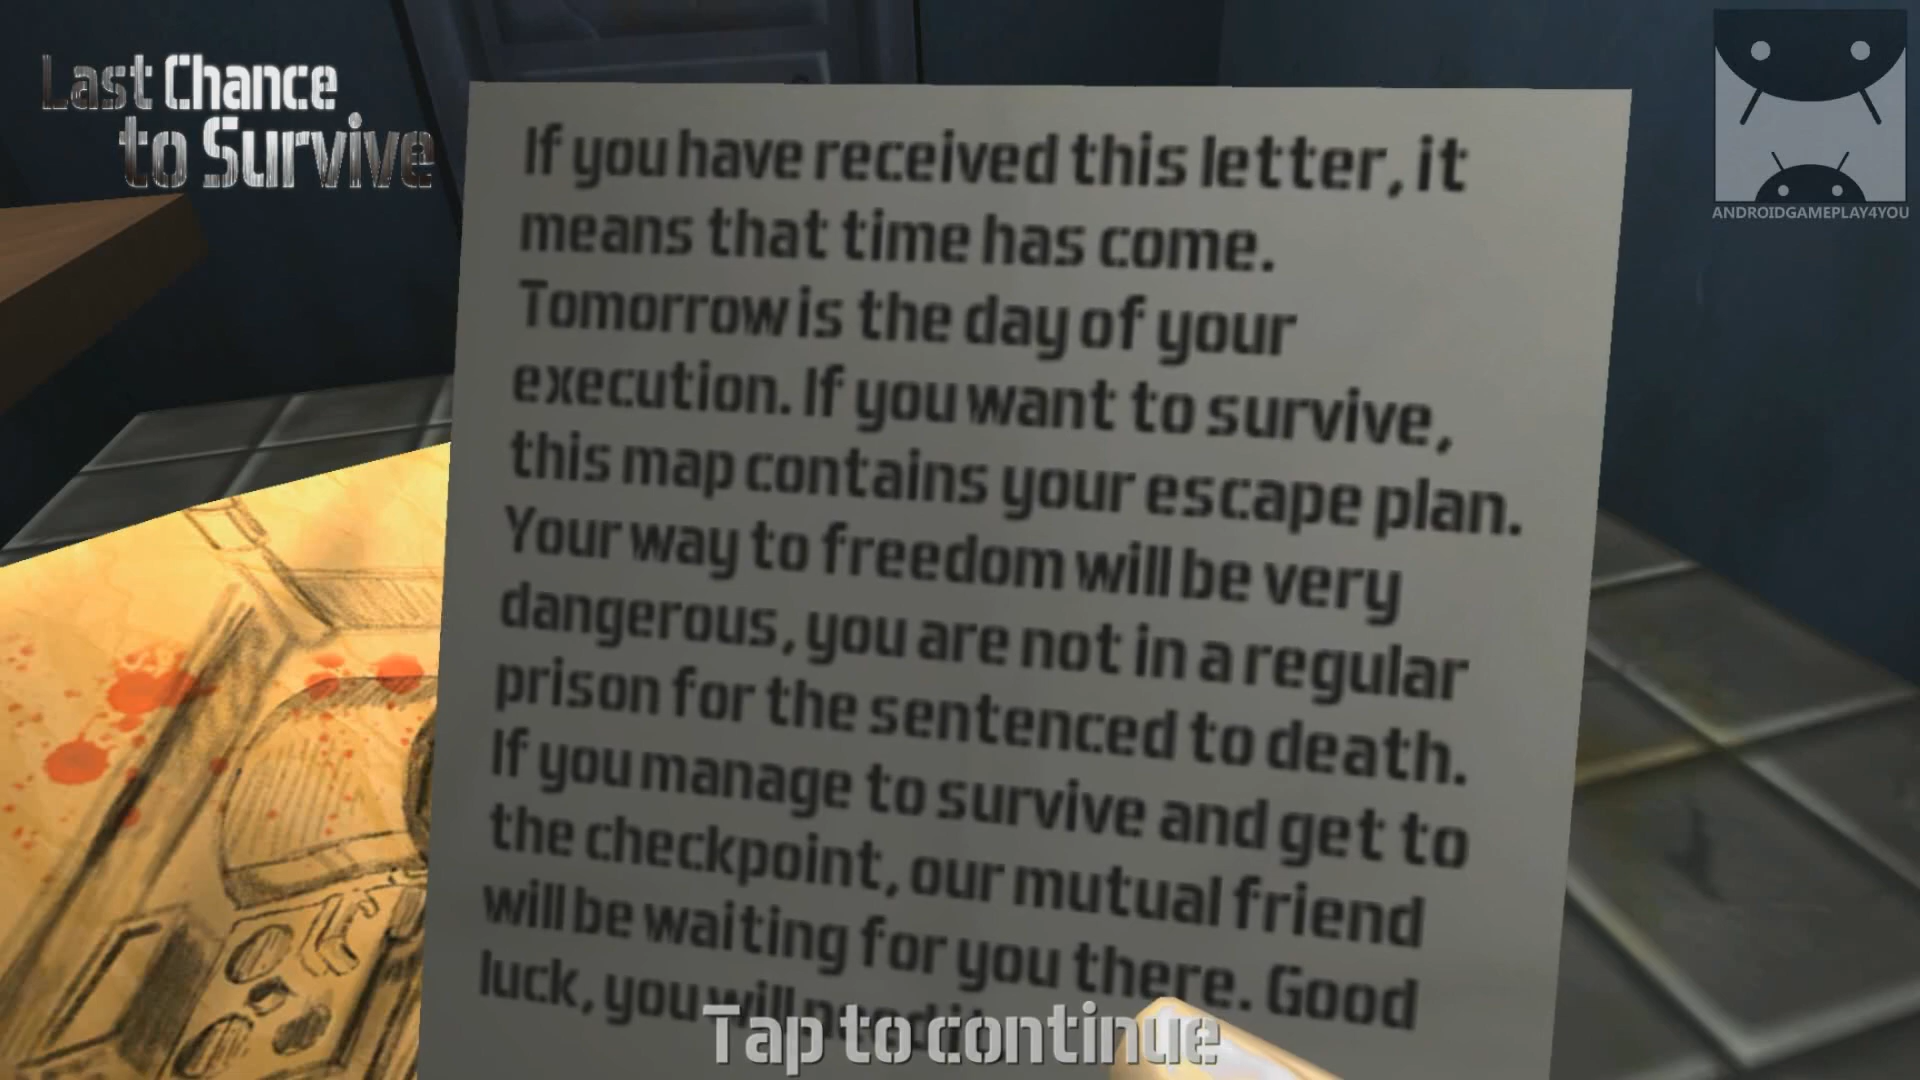 Last Chance
to Survive
ANDROIDGAMEPLAY4YOU
If you have received this letter, it
means that time has come.
Tomorrow is the day of your
execution. If you want to survive,
this map contains your escape plan.
Your way to freedom will be very
dangerous, you are not in a regular
prison for the sentenced to death.
If you manage to survive and get to
the checkpoint, our mutual friend
will be waiting for you there. Good
luck, you will need it
Tap to continue